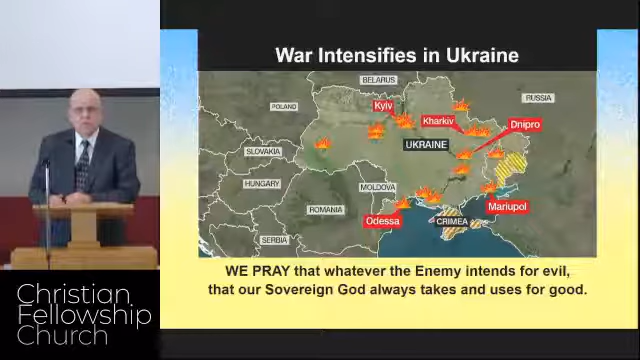 War Intensifies in Ukraine
BELARUS
POLAND
Kyiv
RUSSIA
Kharkiv
Dnipro
UKRAINE
SLOVAKIA
HUNGARY
MOLDOVA
ROMANIA
Mariupol
Odessa
CRIMEA
SERBIA
WE PRAY that whatever the Enemy intends for evil,
that our Sovereign God always takes and uses for good.
Christian
Fellowship
Church